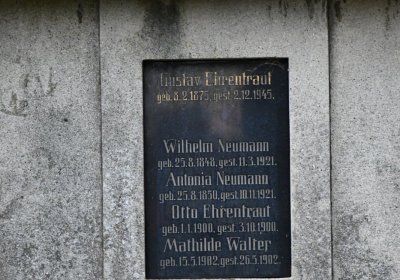 Gustav Ehrentraut
geb. 8.2.1875, gest. 2.12.1945.
Wilhelm Neumann
geb. 25.8.1848, gest. 11.3.1921.
Antonia Neumann
geb. 25.8.1850, gest. 10.11.1921.
Otto Ehrentraut
geb. 1.1.1900, gest. 3.10.1900.
Mathilde Walter
geb. 15.5.1902, gest. 26.5.1902.